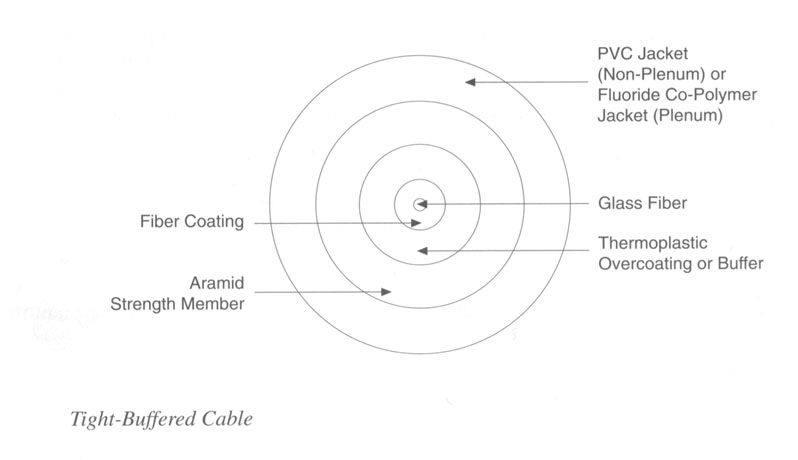 PVC Jacket
(Non-Plenum) or
Fluoride Co-Polymer
Jacket (Plenum)
Glass Fiber
Fiber Coating
Thermoplastic
Overcoating or Buffer
Aramid
Strength Member
Tight-Buffered Cable